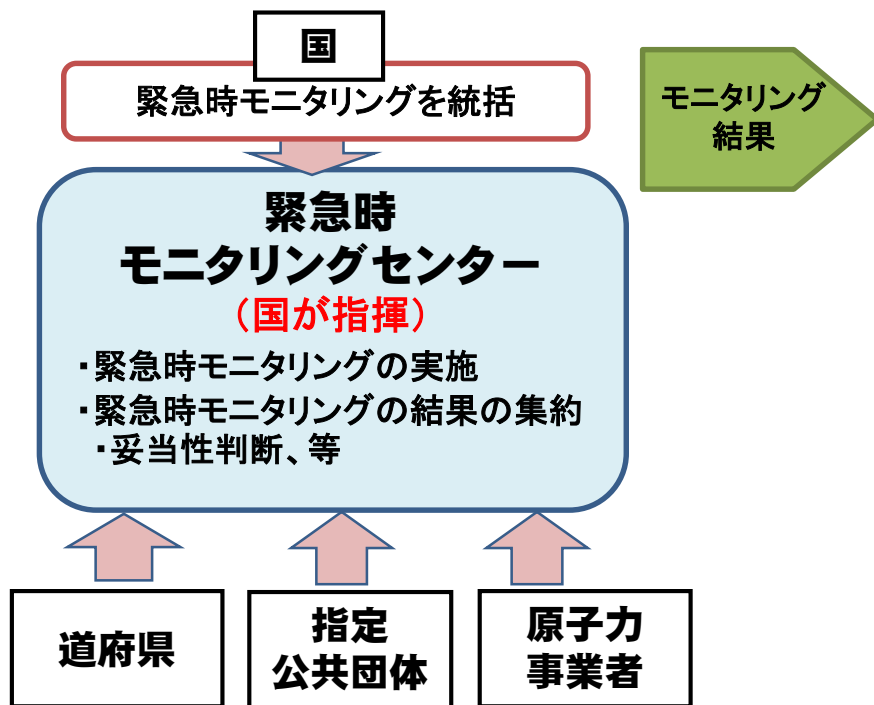 国
緊急時モニタリングを統括
モニタリング
結果
緊急時
モニタリングセンター
（国が指揮）
・緊急時モニタリングの実施
・緊急時モニタリングの結果の集約
・妥当性判断、等
道府県
指定
公共団体
原子力
事業者